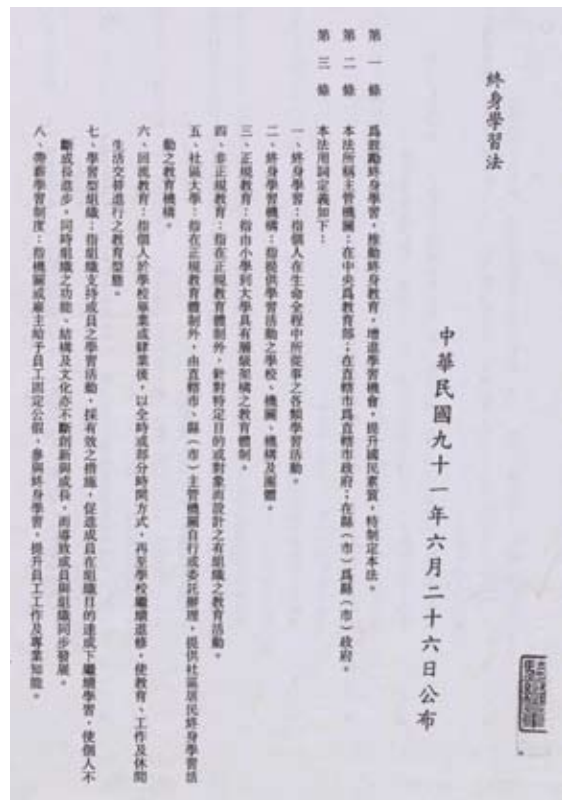 終身學習法
中華民國九十一年六月二十六日公布
第一條　為鼓勵終身學習，推動終身教育，增進學習機會，提升國民素質，特制定本法。
第二條　本法所稱主管機關：在中央為教育部；在直轄市為直轄市政府；在縣（市）為縣（市）政府。
第三條　本法用詞定義如下：
一、終身學習：指個人在生命全程中所從事之各類學習活動。
二、終身學習機構：指提供學習活動之學校、機關、機構及團體。
三、正規教育：指由小學到大學具有層級架構之教育體制。
四、非正規教育：指在正規教育體制外，針對特定目的或對象而設計之有組織之教育活動。
五、社區大學：指在正規教育體制外，由直轄市、縣（市）主管機關自行或委託辦理，提供社區居民終身學習活
動之教育機構。
六、回流教育：指個人於學校畢業或肄業後，以全時或部分時間方式，再至學校繼續進修，使教育、工作及休閒
生活交替進行之教育型態。
七、學習型組織：指組織支持成員之學習活動，採有效之措施，促進成員在組織目的達成下繼續學習，使個人不
斷成長進步，同時組織之功能、結構及文化亦不斷創新與成長，而導致成員與組織同步發展。
八、帶薪學習制度：指機關或雇主給予員工固定公假，參與終身學習，提升員工工作及專業知能。